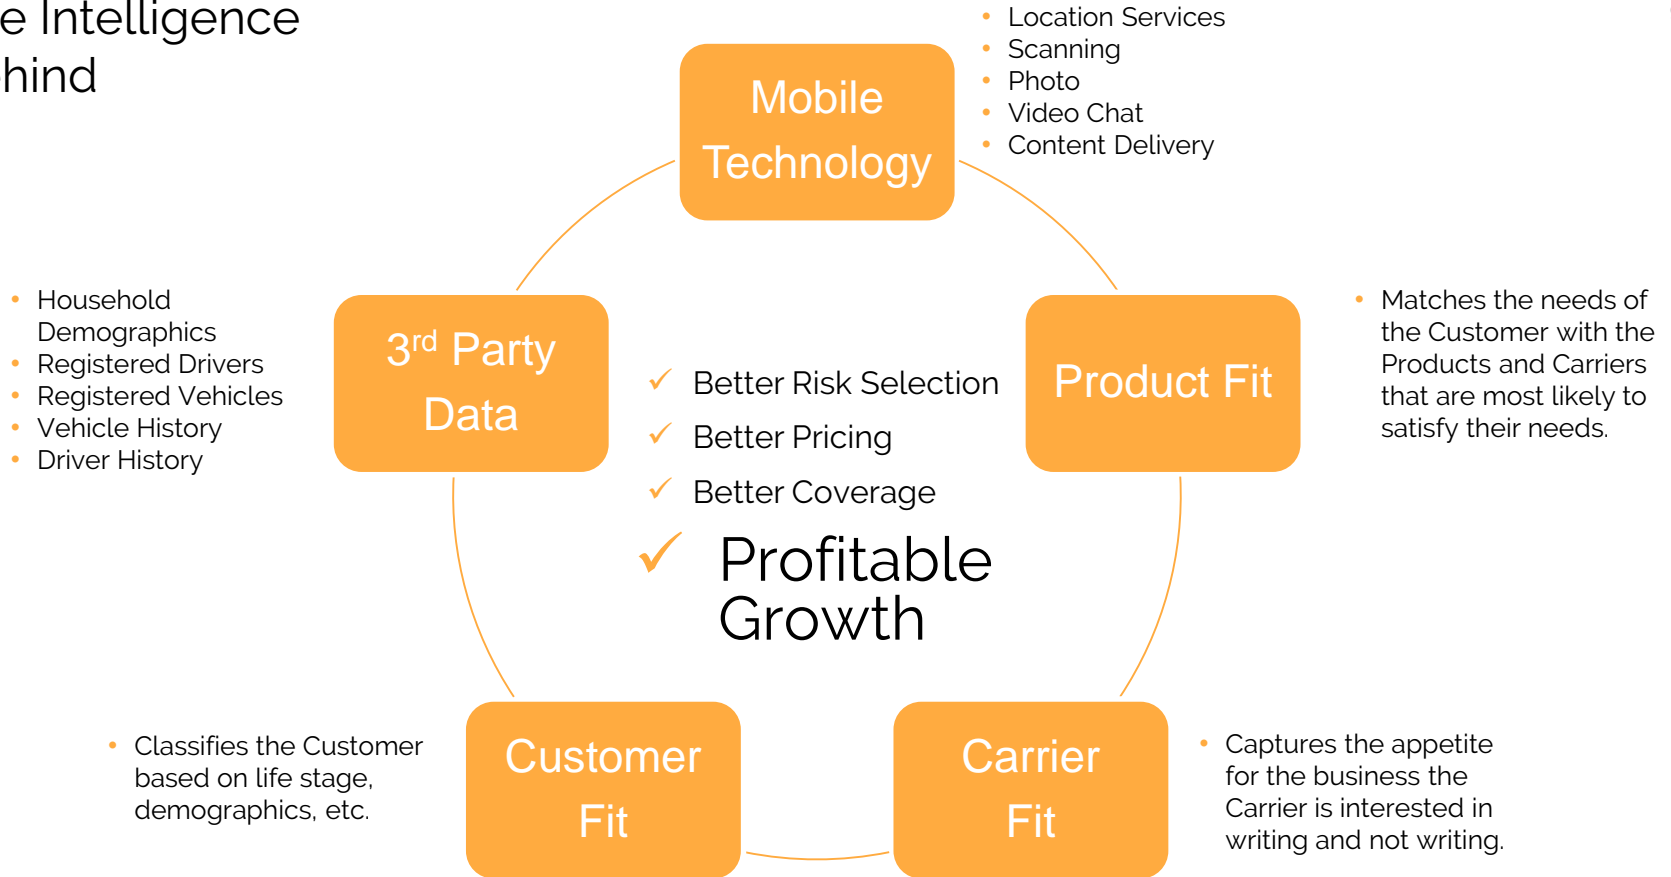 e Intelligence
hind
• Location Services
• Scanning
• Photo
• Video Chat
• Content Delivery
Mobile
Technology
• Household
Demographics
• Registered Drivers
• Registered Vehicles
• Vehicle History
• Driver History
3rd Party
Data
✓ Better Risk Selection
✓ Better Pricing
✓ Better Coverage
✓ Profitable
Growth
Product Fit
• Matches the needs of
the Customer with the
Products and Carriers
that are most likely to
satisfy their needs.
• Classifies the Customer
based on life stage,
demographics, etc.
Customer
Fit
Carrier
Fit
• Captures the appetite
for the business the
Carrier is interested in
writing and not writing.